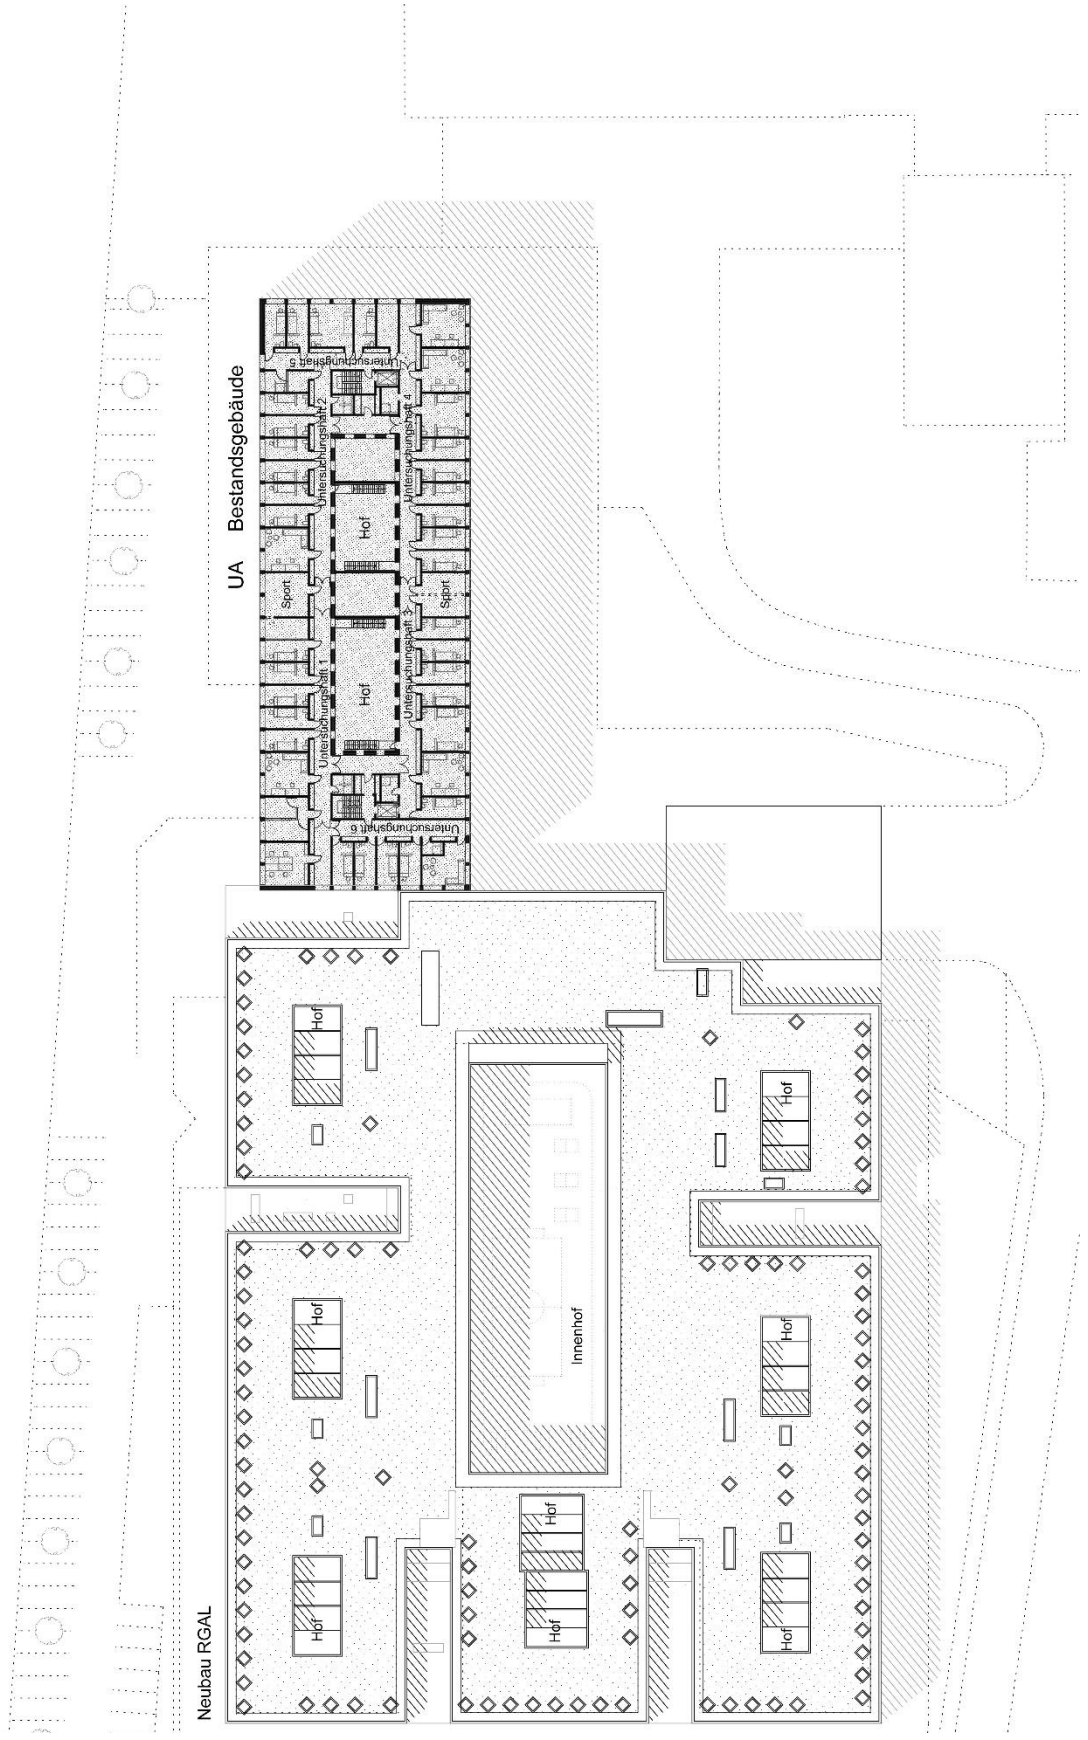 UA Bestandsgebäude
Untersuchungshaft 5
Untersuchungshaft 2
Untersuchungshaft 4
Hof
Sport
Sport
Untersuchungshaft 1
Hof
Untersuchungshaft 3
Untersuchungshaft 6
Neubau RGAL
Hof
Hof
Hof
Innenhof
Hof
Hof
Hof
Hof
Hof